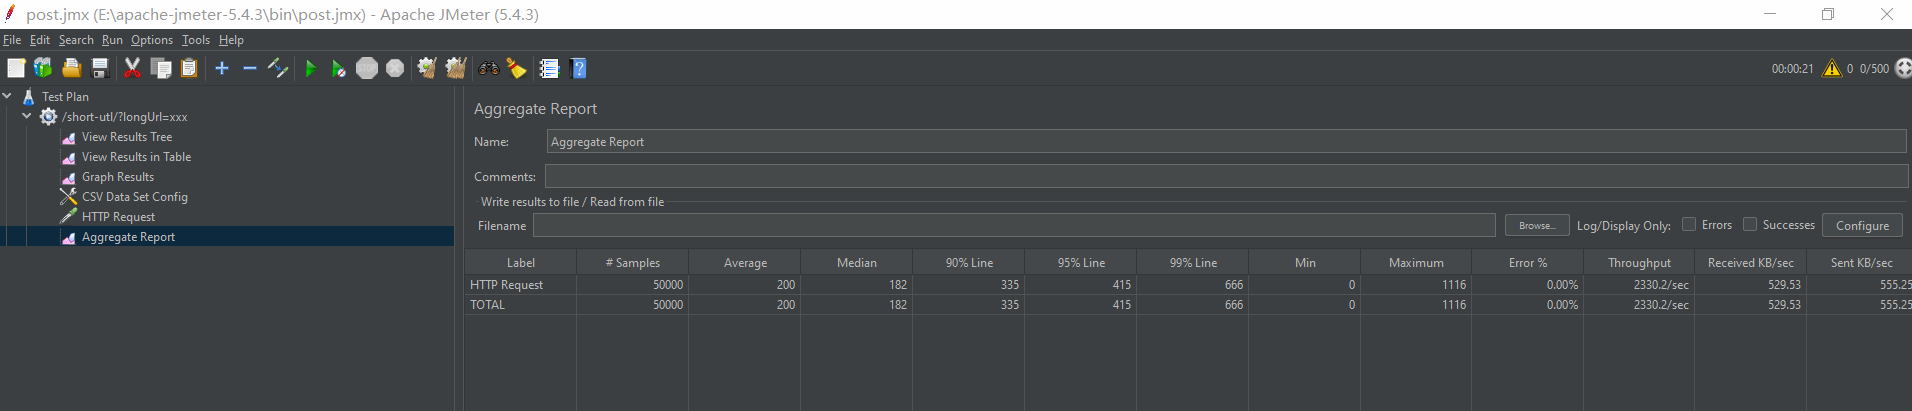 post.jmx (E:\apache-jmeter-5.4.3\bin\post.jmx) - Apache JMeter (5.4.3)
File Edit Search Run Options Tools Help
STOP 00:00:21 0 0/500
Test Plan
/short-utl/?longUrl=xxx
View Results Tree
View Results in Table
Graph Results
CSV Data Set Config
HTTP Request
Aggregate Report
Aggregate Report
Name: Aggregate Report
Comments:
Write results to file / Read from file
Filename Browse... Log/Display Only: Errors Successes Configure
Label # Samples Average Median 90% Line 95% Line 99% Line Min Maximum Error % Throughput Received KB/sec Sent KB/sec
HTTP Request 50000 200 182 335 415 666 0 1116 0.00% 2330.2/sec 529.53 555.25
TOTAL 50000 200 182 335 415 666 0 1116 0.00% 2330.2/sec 529.53 555.25